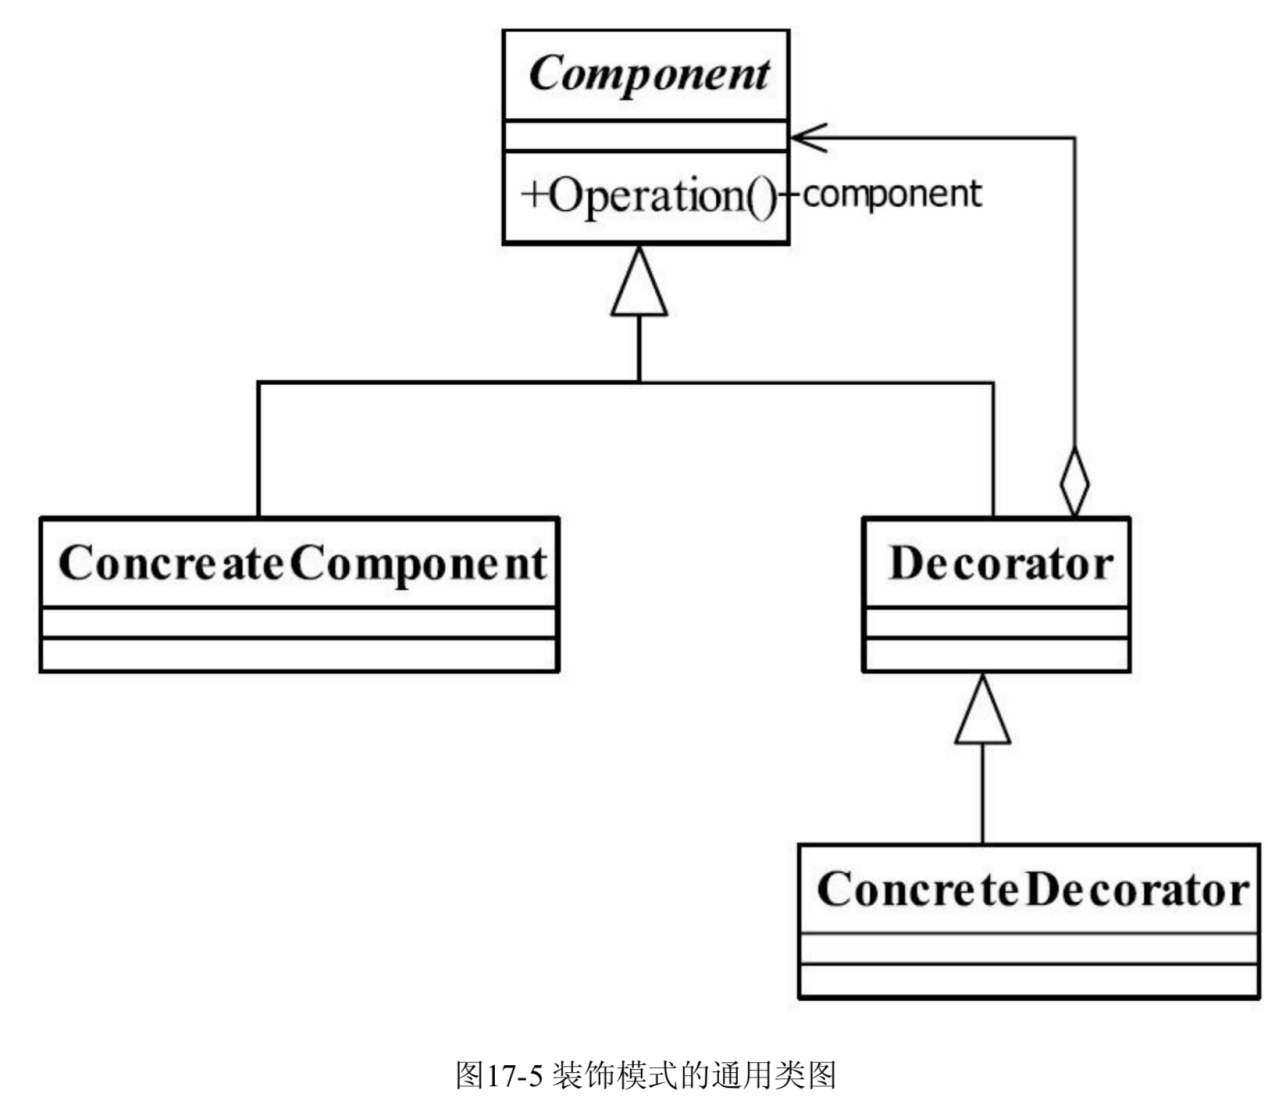 Component
+Operation()
-component
ConcreateComponent
Decorator
ConcreteDecorator
图17-5 装饰模式的通用类图